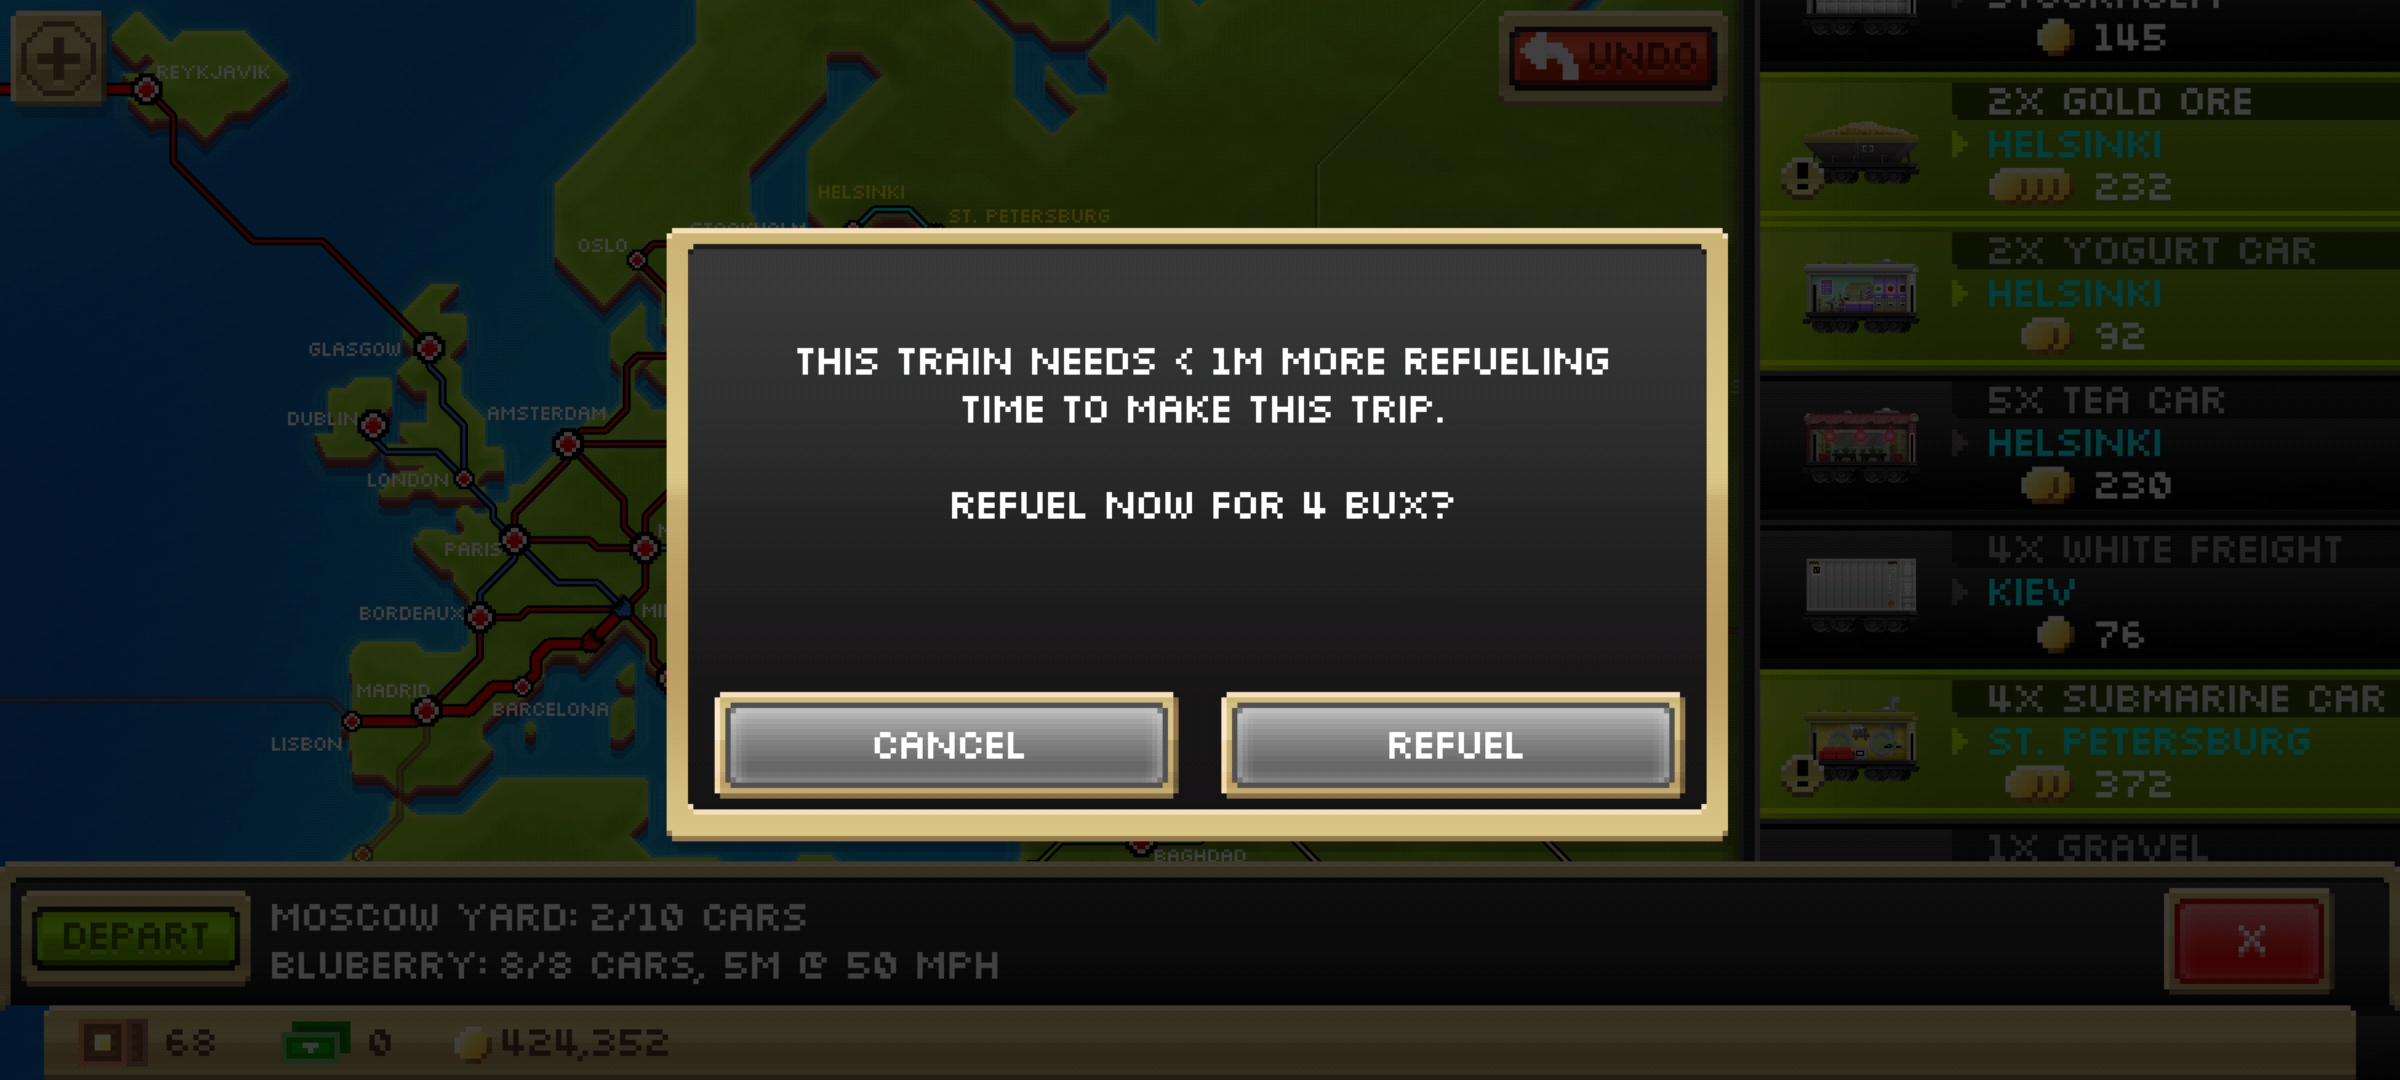 REYKJAVIK
UNDO
145
2X GOLD ORE
HELSINKI
232
2X YOGURT CAR
HELSINKI
92
5X TEA CAR
HELSINKI
230
4X WHITE FREIGHT
KIEV
76
4X SUBMARINE CAR
ST. PETERSBURG
372
1X GRAVEL
HELSINKI
ST. PETERSBURG
OSLO
GLASGOW
DUBLIN
AMSTERDAM
LONDON
PARIS
BORDEAUX
MADRID
BARCELONA
LISBON
BAGHDAD
THIS TRAIN NEEDS < 1M MORE REFUELING
TIME TO MAKE THIS TRIP.
REFUEL NOW FOR 4 BUX?
CANCEL
REFUEL
DEPART
MOSCOW YARD: 2/10 CARS
BLUBERRY: 8/8 CARS, 5M @ 50 MPH
X
68
0
424,352